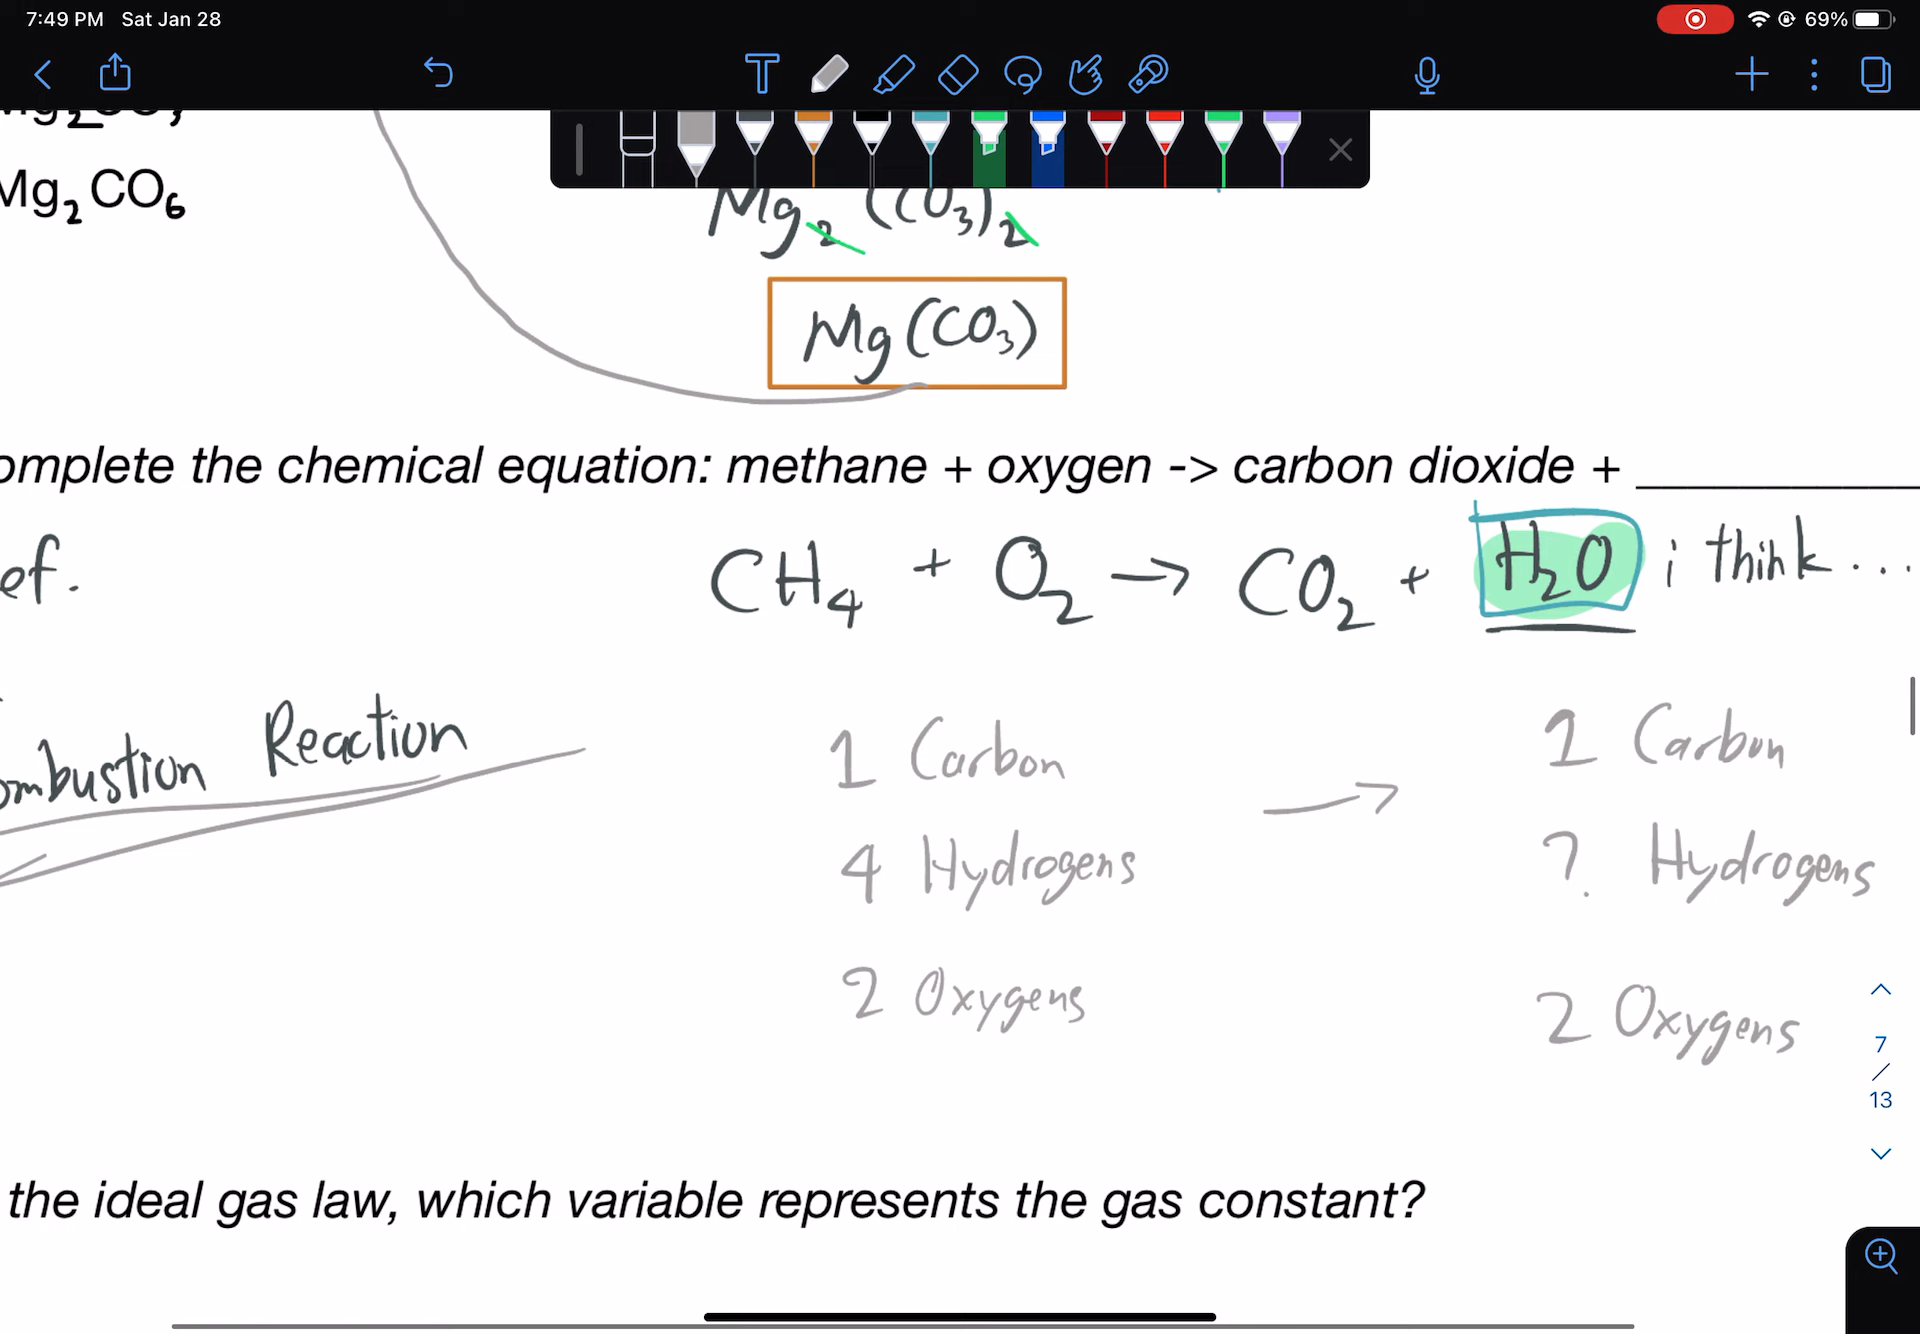 7:49 PM Sat Jan 28
69%
Mg₂CO₆
Mg₂(CO₃)₂
Mg(CO₃)
omplete the chemical equation: methane + oxygen -> carbon dioxide + ____________
ef.
CH₄ + O₂ → CO₂ + H₂O i think...
ombustion Reaction
1 Carbon → 1 Carbon
4 Hydrogens ? Hydrogens
2 Oxygens 2 Oxygens
7
/
13
the ideal gas law, which variable represents the gas constant?